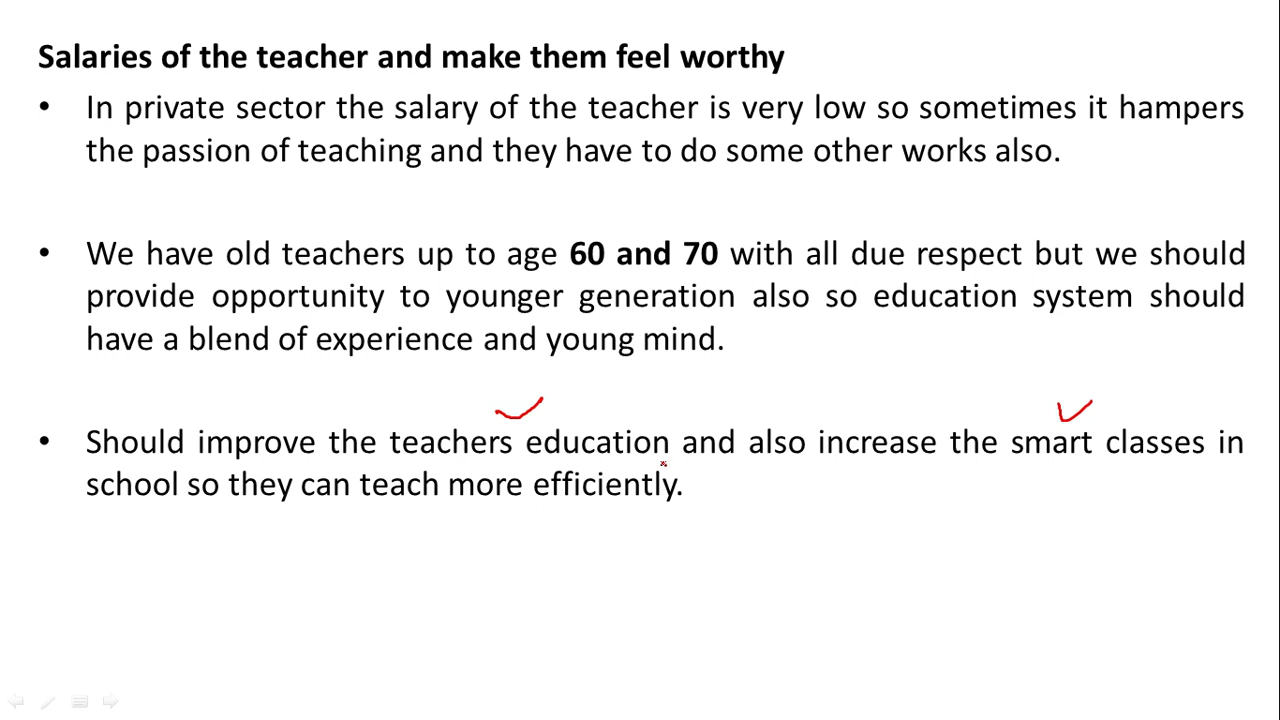 Salaries of the teacher and make them feel worthy
• In private sector the salary of the teacher is very low so sometimes it hampers
the passion of teaching and they have to do some other works also.
• We have old teachers up to age 60 and 70 with all due respect but we should
provide opportunity to younger generation also so education system should
have a blend of experience and young mind.
• Should improve the teachers education and also increase the smart classes in
school so they can teach more efficiently.